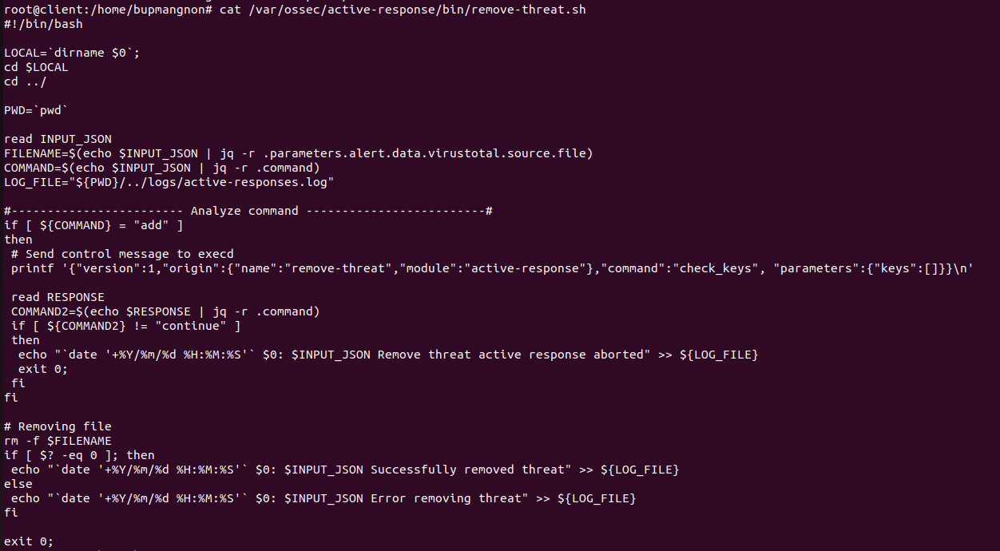 root@client:/home/bupmangnon# cat /var/ossec/active-response/bin/remove-threat.sh
#!/bin/bash
LOCAL=`dirname $0`;
cd $LOCAL
cd ../
PWD=`pwd`
read INPUT_JSON
FILENAME=$(echo $INPUT_JSON | jq -r .parameters.alert.data.virustotal.source.file)
COMMAND=$(echo $INPUT_JSON | jq -r .command)
LOG_FILE="${PWD}/../logs/active-responses.log"
#------------------------ Analyze command -------------------------#
if [ ${COMMAND} = "add" ]
then
 # Send control message to execd
 printf '{"version":1,"origin":{"name":"remove-threat","module":"active-response"},"command":"check_keys", "parameters":{"keys":[]}}\n'
 read RESPONSE
 COMMAND2=$(echo $RESPONSE | jq -r .command)
 if [ ${COMMAND2} != "continue" ]
 then
  echo "`date '+%Y/%m/%d %H:%M:%S'` $0: $INPUT_JSON Remove threat active response aborted" >> ${LOG_FILE}
  exit 0;
 fi
fi
# Removing file
rm -f $FILENAME
if [ $? -eq 0 ]; then
 echo "`date '+%Y/%m/%d %H:%M:%S'` $0: $INPUT_JSON Successfully removed threat" >> ${LOG_FILE}
else
 echo "`date '+%Y/%m/%d %H:%M:%S'` $0: $INPUT_JSON Error removing threat" >> ${LOG_FILE}
fi
exit 0;